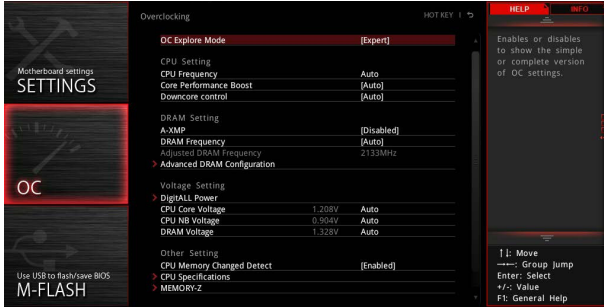 Overclocking
HOT KEY |
HELP
INFO
OC Explore Mode [Expert]
CPU Setting
CPU Frequency Auto
Core Performance Boost [Auto]
Downcore control [Auto]
DRAM Setting
A-XMP [Disabled]
DRAM Frequency [Auto]
Adjusted DRAM Frequency 2133MHz
> Advanced DRAM Configuration
Voltage Setting
> DigitALL Power
CPU Core Voltage 1.208V Auto
CPU NB Voltage 0.904V Auto
DRAM Voltage 1.328V Auto
Other Setting
CPU Memory Changed Detect [Enabled]
> CPU Specifications
> MEMORY-Z
Motherboard settings
SETTINGS
OC
Use USB to flash/save BIOS
M-FLASH
Enables or disables
to show the simple
or complete version
of OC settings.
↑↓: Move
→←: Group Jump
Enter: Select
+/-: Value
F1: General Help